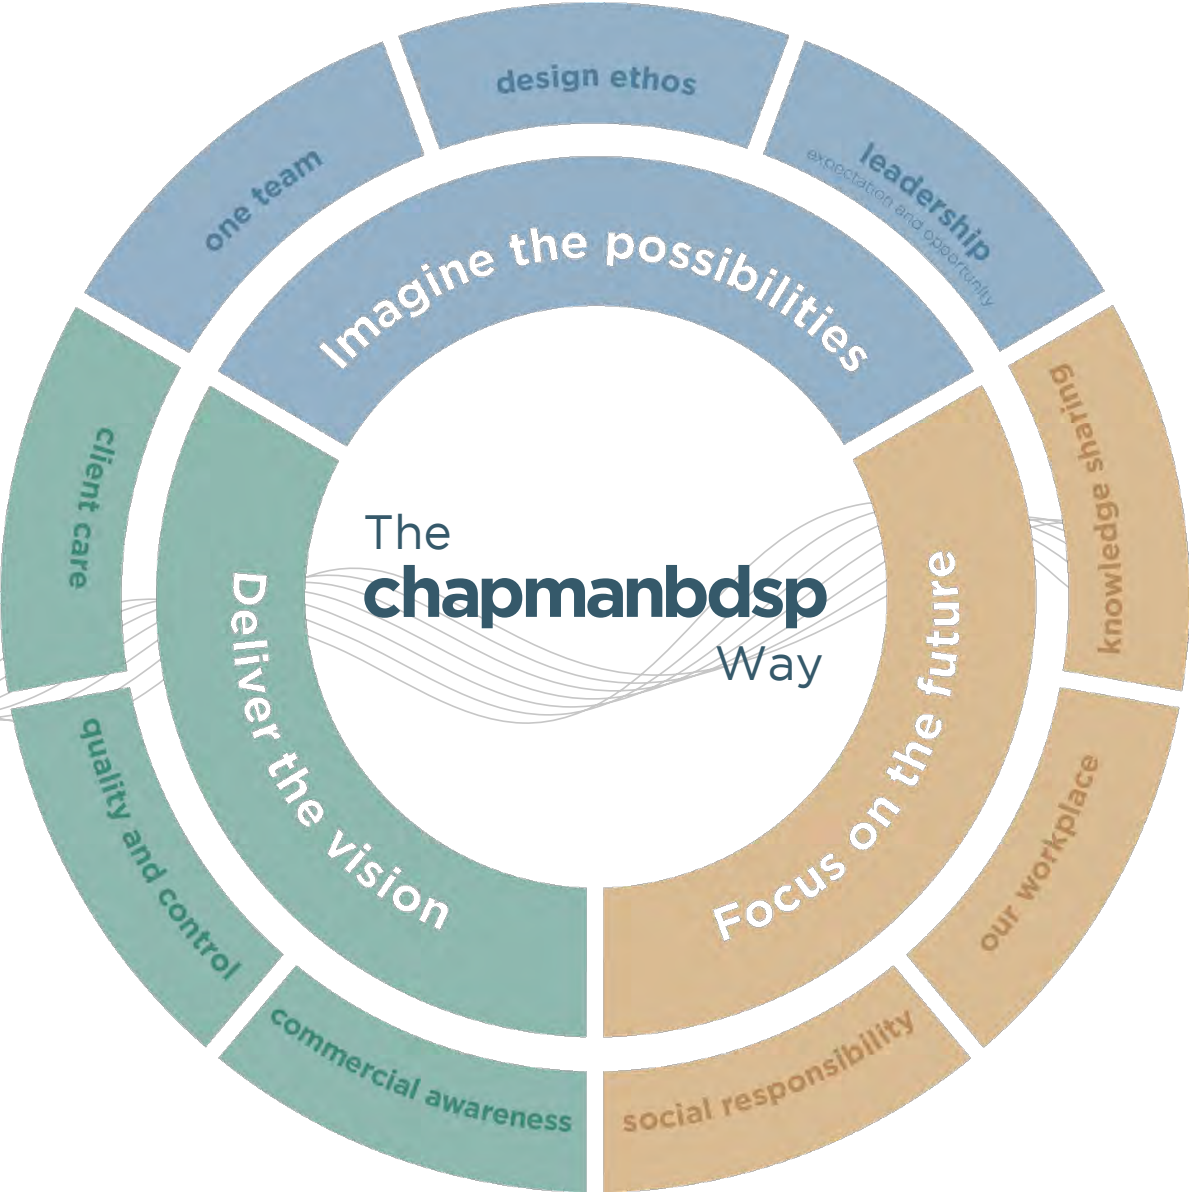 The
chapmanbdsp
Way
Imagine the possibilities
one team
design ethos
leadership
expectation and opportunity
Focus on the future
knowledge sharing
our workplace
social responsibility
Deliver the vision
client care
quality and control
commercial awareness